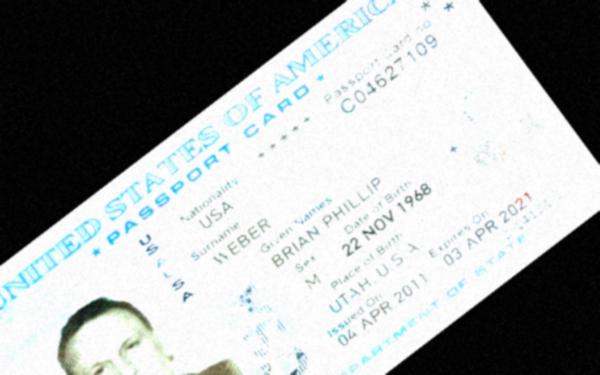 UNITED STATES OF AMERICA
★ PASSPORT CARD ★
Nationality
USA
Passport Card no
C04627109
Surname
WEBER
Given Names
BRIAN PHILLIP
Sex
M
Date of Birth
22 NOV 1968
Place of Birth
UTAH, U.S.A
Issued On
04 APR 2011
Expires On
03 APR 2021
USA USA
PARTMENT OF STATE